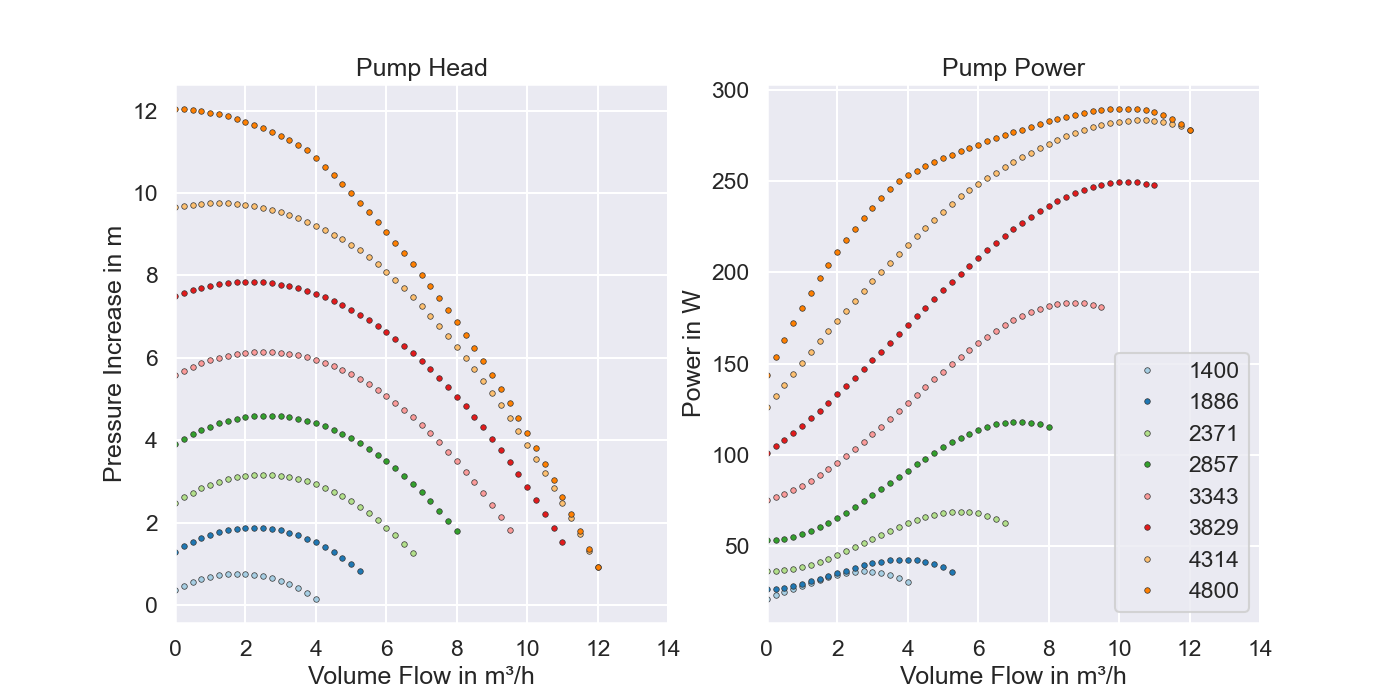 Pump Head
Pressure Increase in m
12
10
8
6
4
2
0
0 2 4 6 8 10 12 14
Volume Flow in m³/h
Pump Power
Power in W
300
250
200
150
100
50
0 2 4 6 8 10 12 14
Volume Flow in m³/h
1400
1886
2371
2857
3343
3829
4314
4800